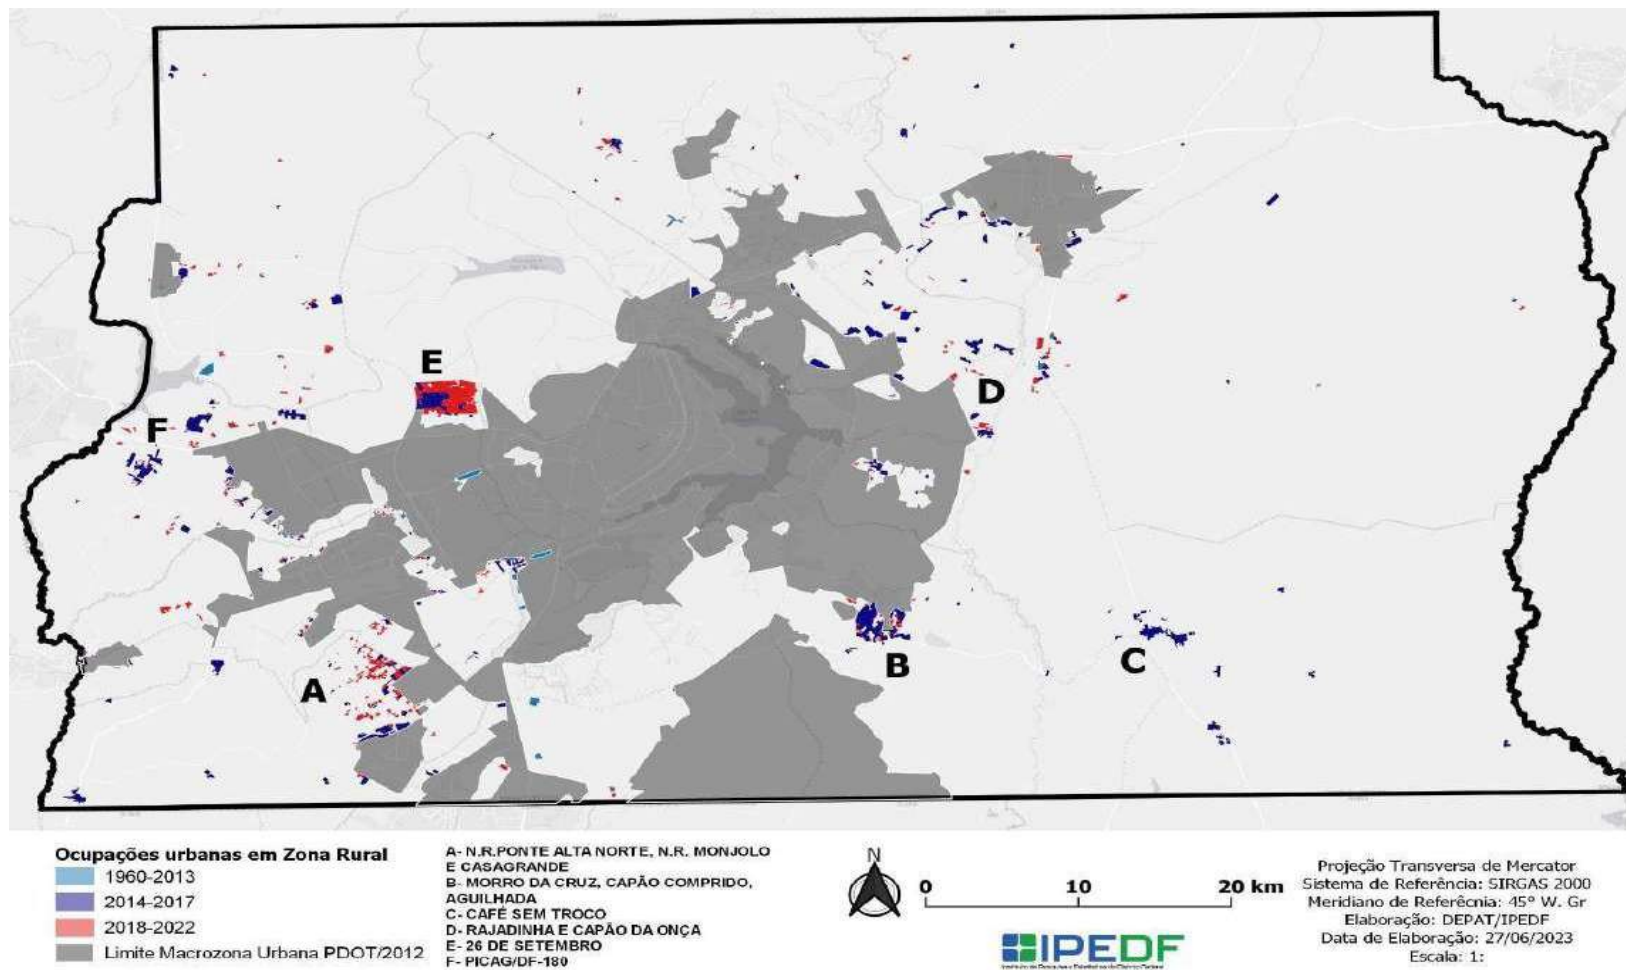 E
F
D
A
B
C
Ocupações urbanas em Zona Rural
1960-2013
2014-2017
2018-2022
Limite Macrozona Urbana PDOT/2012
A- N.R.PONTE ALTA NORTE, N.R. MONJOLO
E CASAGRANDE
B- MORRO DA CRUZ, CAPÃO COMPRIDO,
AGUILHADA
C- CAFÉ SEM TROCO
D- RAJADINHA E CAPÃO DA ONÇA
E- 26 DE SETEMBRO
F- PICAG/DF-180
N
0 10 20 km
IPEDF
Projeção Transversa de Mercator
Sistema de Referência: SIRGAS 2000
Meridiano de Referêcnia: 45° W. Gr
Elaboração: DEPAT/IPEDF
Data de Elaboração: 27/06/2023
Escala: 1: